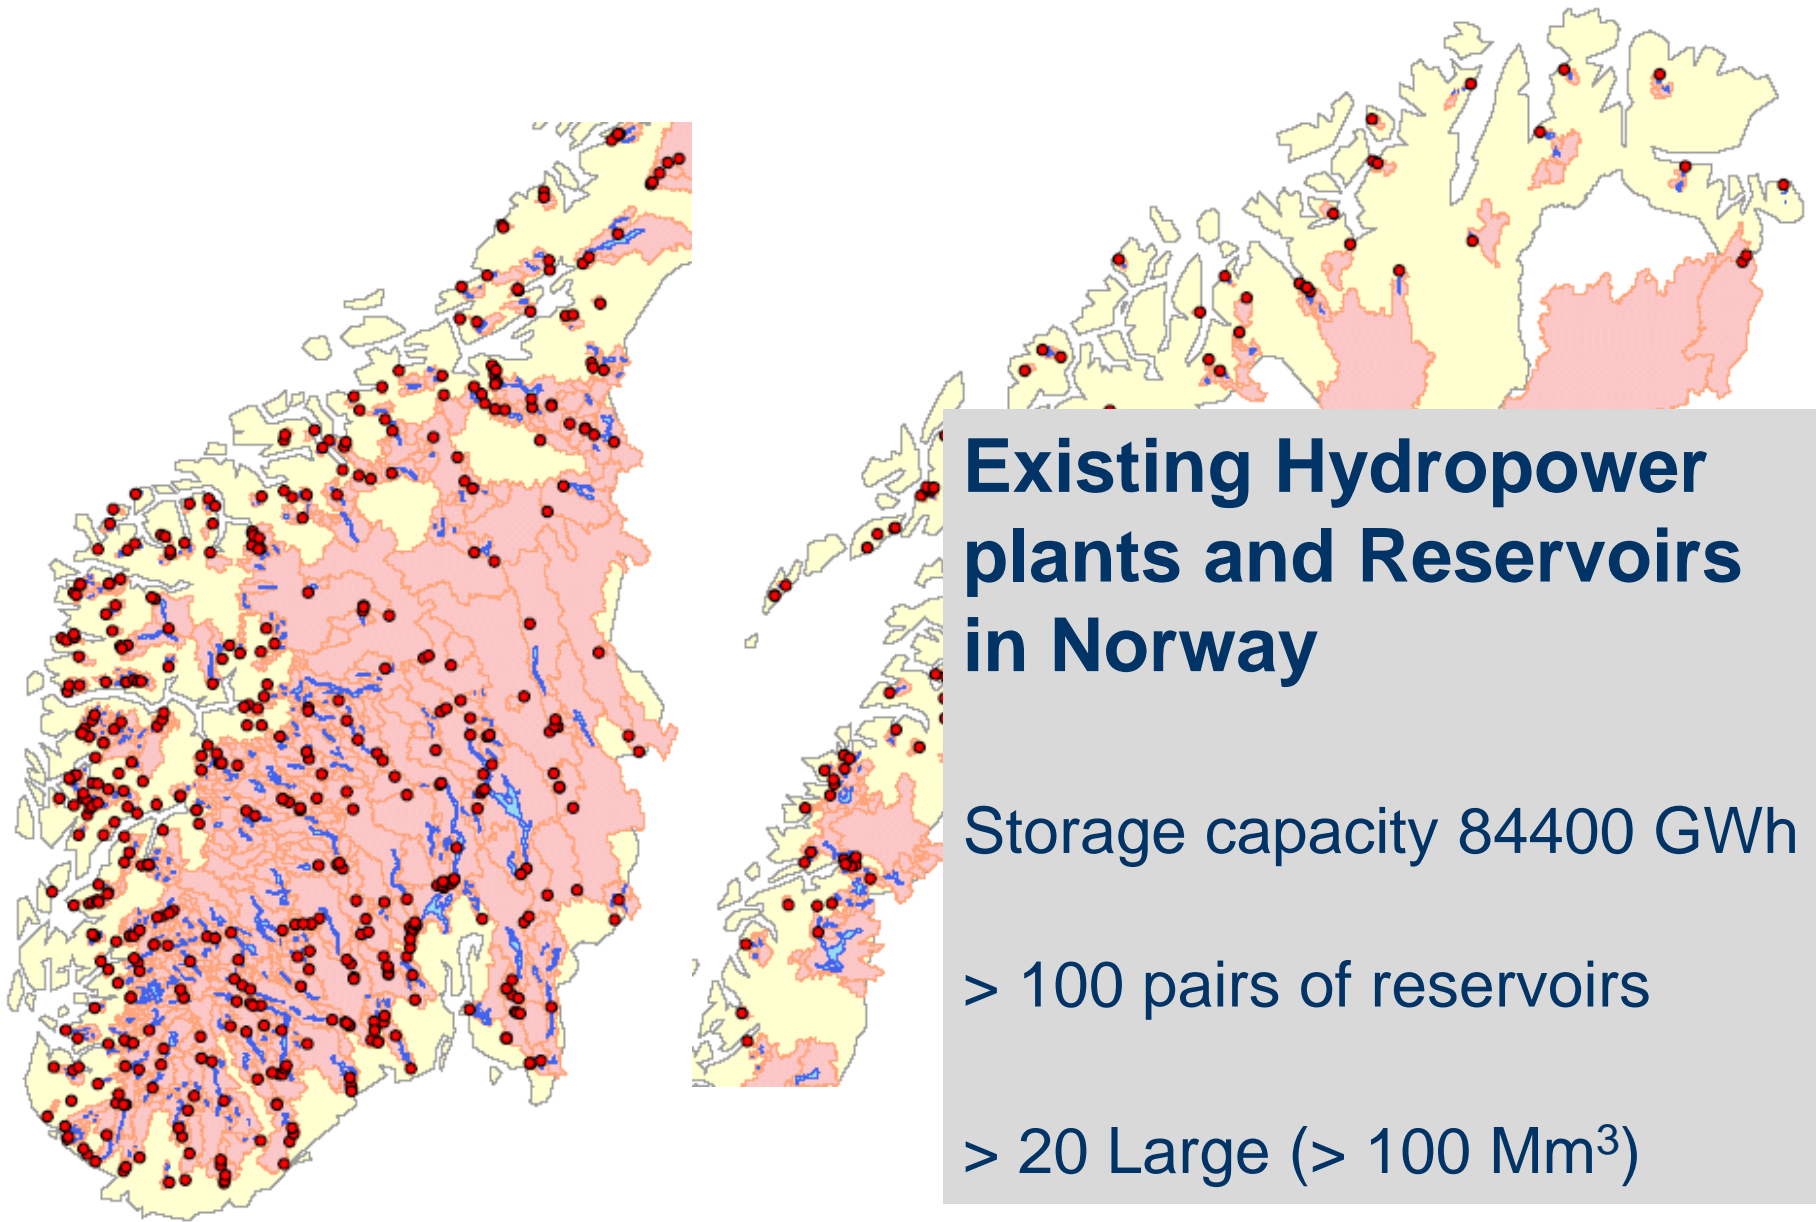 Existing Hydropower
plants and Reservoirs
in Norway
Storage capacity 84400 GWh
> 100 pairs of reservoirs
> 20 Large (> 100 Mm³)